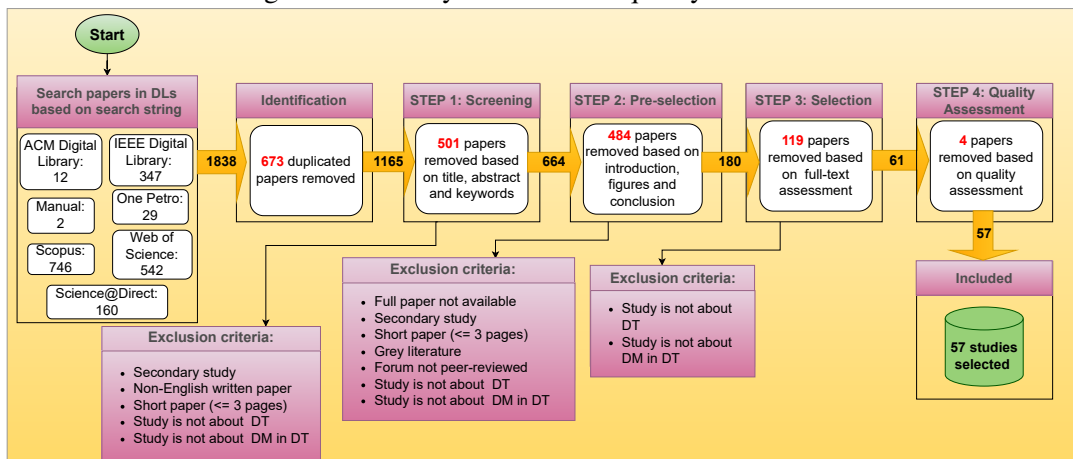 Start
Search papers in DLs
based on search string
ACM Digital
Library:
12
IEEE Digital
Library:
347
Manual:
2
One Petro:
29
Scopus:
746
Web of
Science:
542
Science@Direct:
160
1838
Identification
673 duplicated
papers removed
1165
STEP 1: Screening
501 papers
removed based
on title, abstract
and keywords
664
STEP 2: Pre-selection
484 papers
removed based on
introduction,
figures and
conclusion
180
STEP 3: Selection
119 papers
removed based
on full-text
assessment
61
STEP 4: Quality
Assessment
4 papers
removed based
on quality
assessment
57
Included
57 studies
selected
Exclusion criteria:
• Secondary study
• Non-English written paper
• Short paper (<= 3 pages)
• Study is not about DT
• Study is not about DM in DT
Exclusion criteria:
• Full paper not available
• Secondary study
• Short paper (<= 3 pages)
• Grey literature
• Forum not peer-reviewed
• Study is not about DT
• Study is not about DM in DT
Exclusion criteria:
• Study is not about
DT
• Study is not about
DM in DT